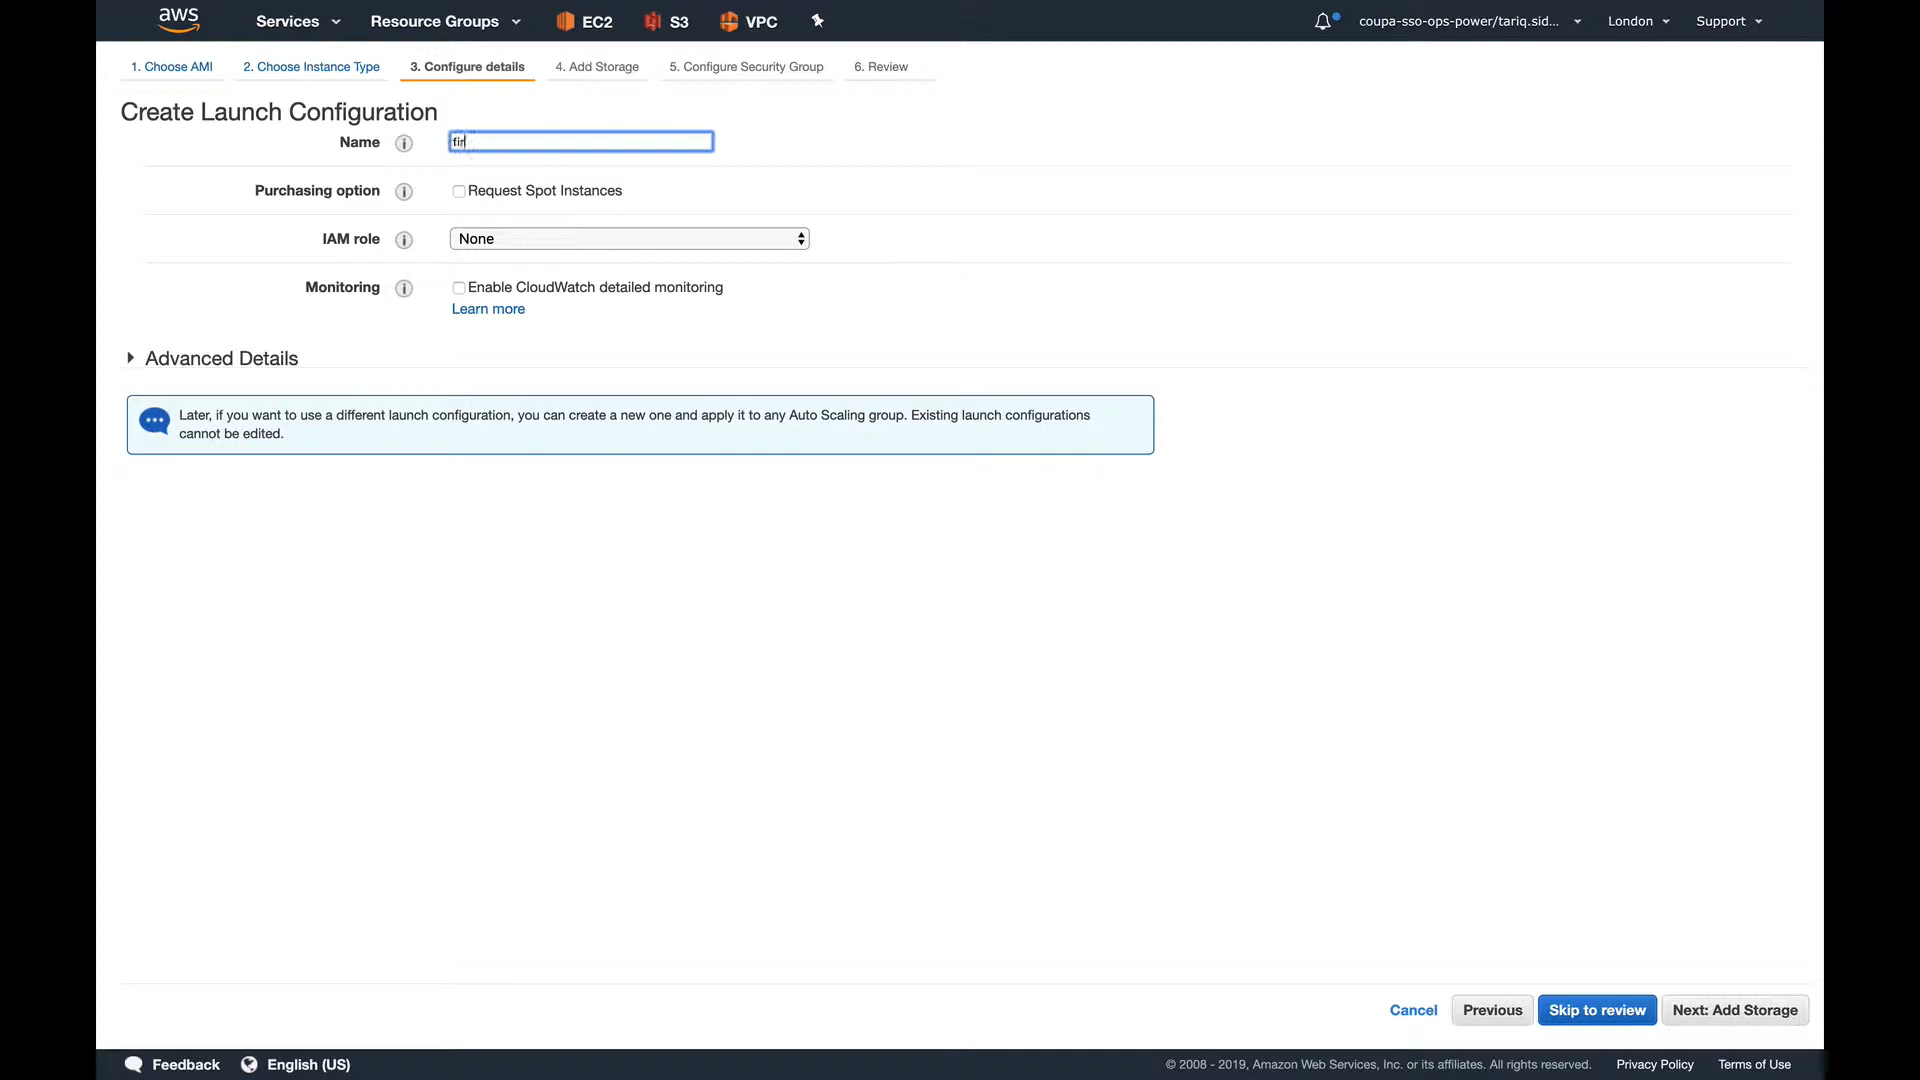 aws
Services Resource Groups EC2 S3 VPC coupa-sso-ops-power/tariq.sid... London Support
1. Choose AMI 2. Choose Instance Type 3. Configure details 4. Add Storage 5. Configure Security Group 6. Review
Create Launch Configuration
Name i fir
Purchasing option i Request Spot Instances
IAM role i None
Monitoring i Enable CloudWatch detailed monitoring
Learn more
Advanced Details
Later, if you want to use a different launch configuration, you can create a new one and apply it to any Auto Scaling group. Existing launch configurations
cannot be edited.
Cancel Previous Skip to review Next: Add Storage
Feedback English (US) © 2008 - 2019, Amazon Web Services, Inc. or its affiliates. All rights reserved. Privacy Policy Terms of Use